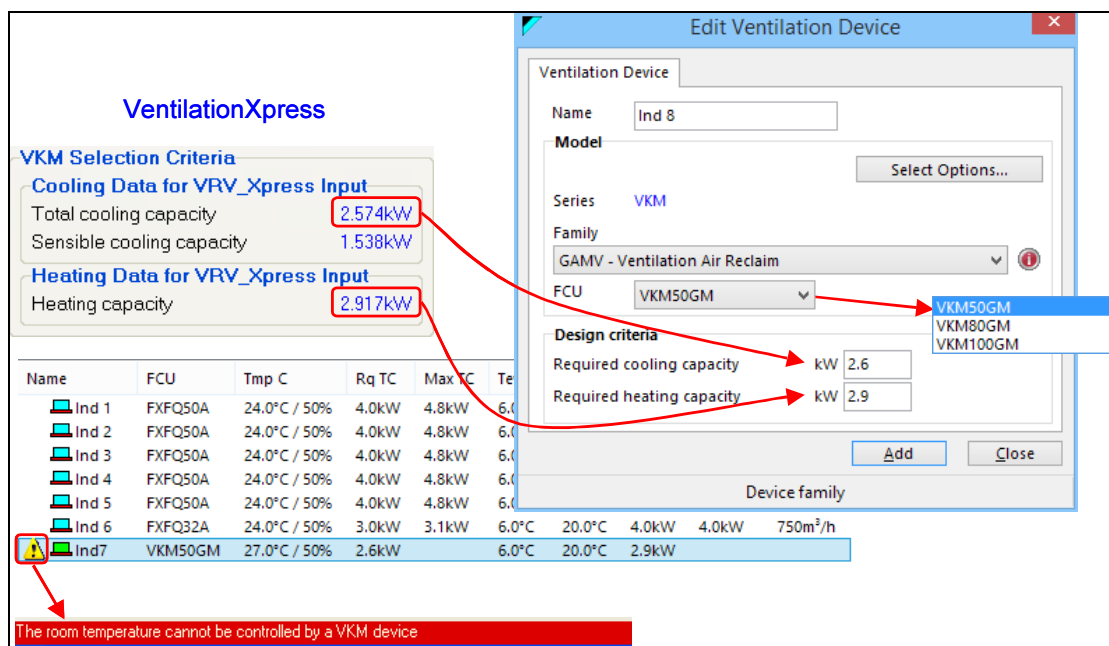 Edit Ventilation Device
Ventilation Device
Name Ind 8
Model
Select Options...
Series VKM
Family
GAMV - Ventilation Air Reclaim
FCU VKM50GM
VKM50GM
VKM80GM
VKM100GM
Design criteria
Required cooling capacity kW 2.6
Required heating capacity kW 2.9
Add Close
Device family
VentilationXpress
VKM Selection Criteria
Cooling Data for VRV_Xpress Input
Total cooling capacity 2.574kW
Sensible cooling capacity 1.538kW
Heating Data for VRV_Xpress Input
Heating capacity 2.917kW
Name FCU Tmp C Rq TC Max TC
Ind 1 FXFQ50A 24.0°C / 50% 4.0kW 4.8kW
Ind 2 FXFQ50A 24.0°C / 50% 4.0kW 4.8kW
Ind 3 FXFQ50A 24.0°C / 50% 4.0kW 4.8kW
Ind 4 FXFQ50A 24.0°C / 50% 4.0kW 4.8kW
Ind 5 FXFQ50A 24.0°C / 50% 4.0kW 4.8kW
Ind 6 FXFQ32A 24.0°C / 50% 3.0kW 3.1kW 6.0°C 20.0°C 4.0kW 4.0kW 750m³/h
Ind7 VKM50GM 27.0°C / 50% 2.6kW 6.0°C 20.0°C 2.9kW
The room temperature cannot be controlled by a VKM device